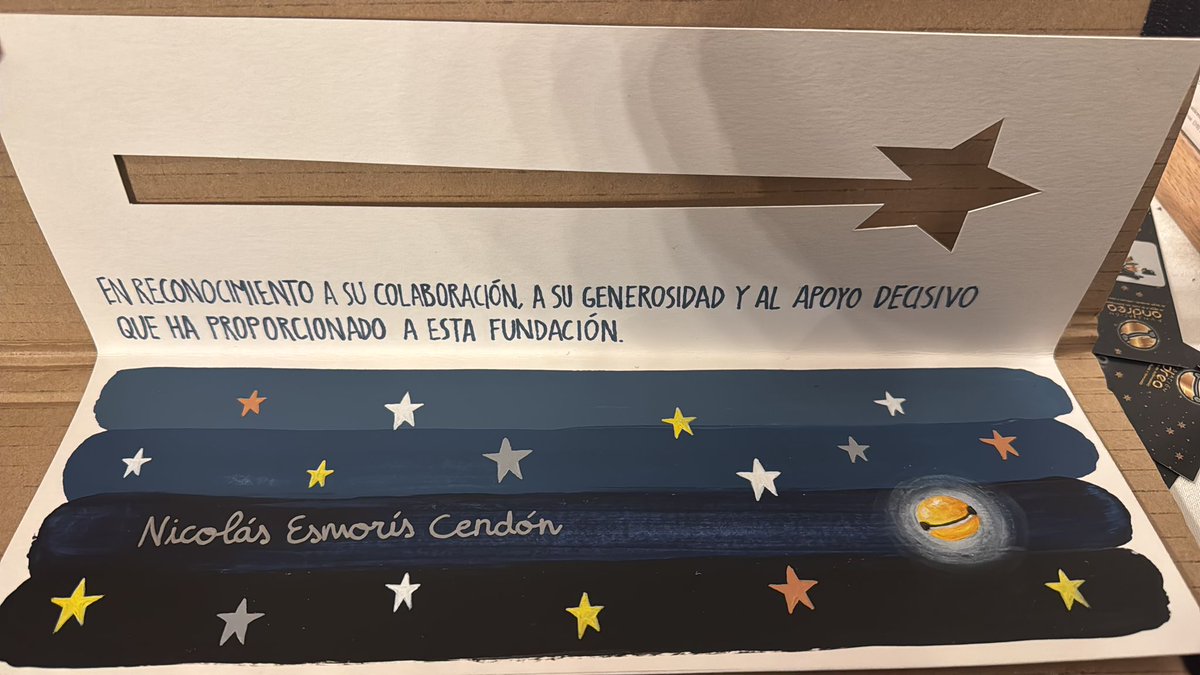 EN RECONOCIMIENTO A SU COLABORACIÓN, A SU GENEROSIDAD Y AL APOYO DECISIVO
QUE HA PROPORCIONADO A ESTA FUNDACIÓN.
Nicolás Esmorís Cendón